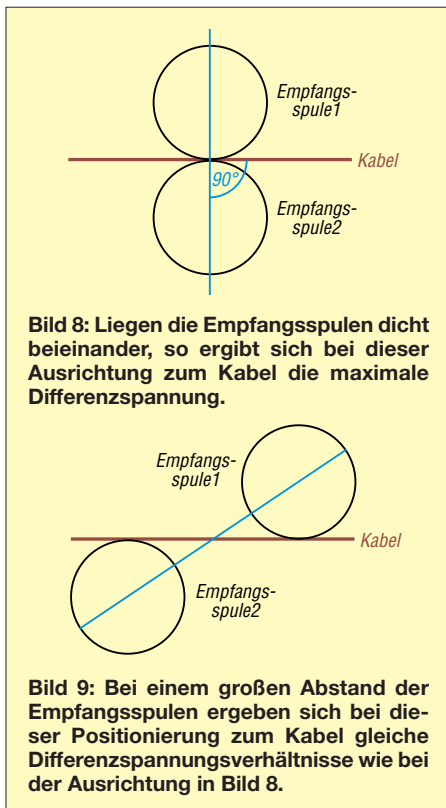 Empfangs-
spule1
Kabel
90°
Empfangs-
spule2
Bild 8: Liegen die Empfangsspulen dicht
beieinander, so ergibt sich bei dieser
Ausrichtung zum Kabel die maximale
Differenzspannung.
Empfangs-
spule1
Kabel
Empfangs-
spule2
Bild 9: Bei einem großen Abstand der
Empfangsspulen ergeben sich bei die-
ser Positionierung zum Kabel gleiche
Differenzspannungsverhältnisse wie bei
der Ausrichtung in Bild 8.